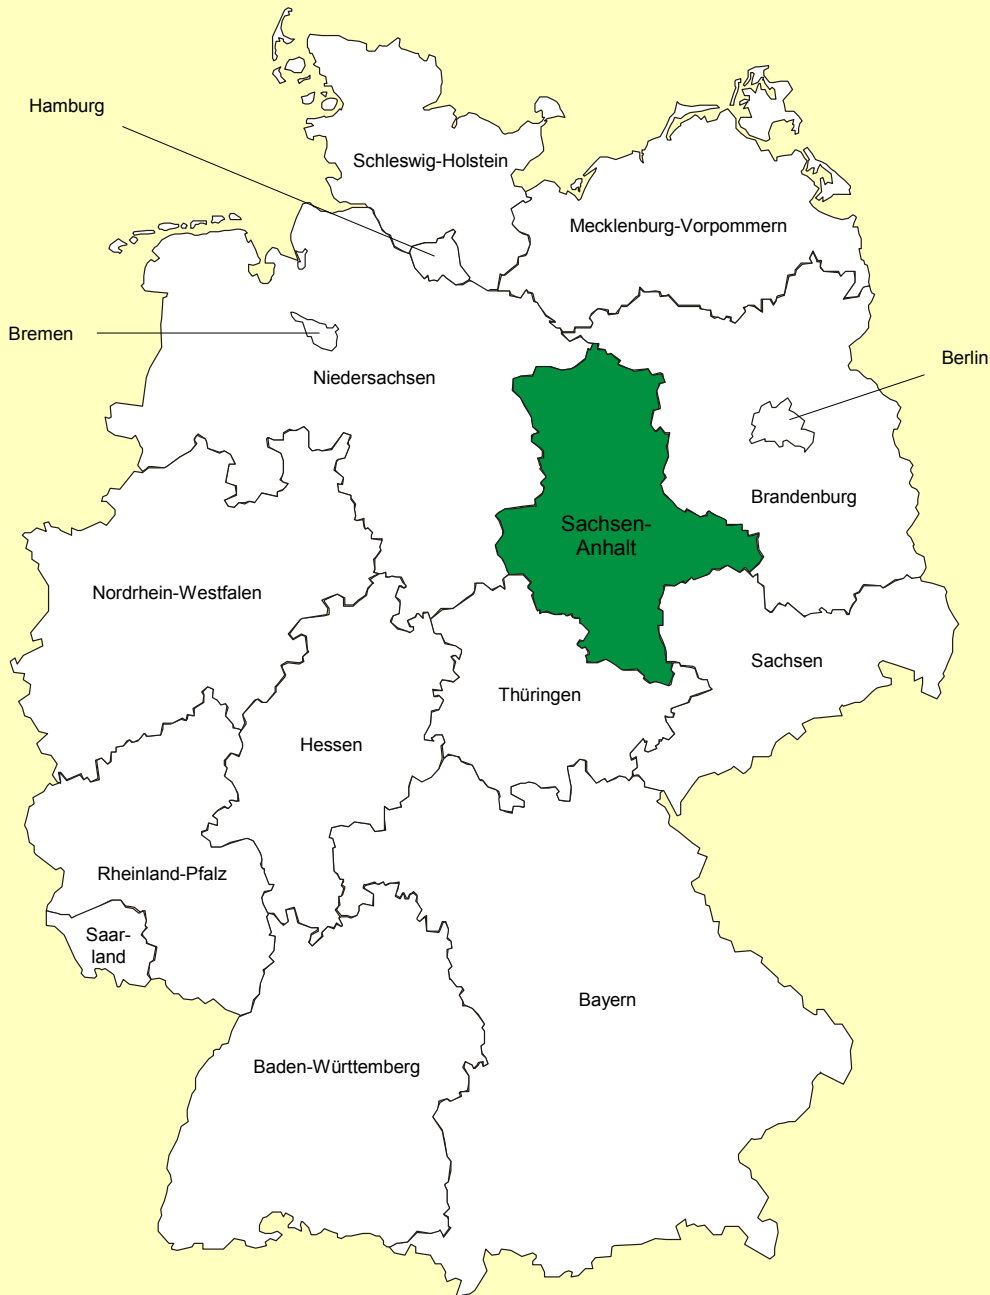 Hamburg
Schleswig-Holstein
Mecklenburg-Vorpommern
Bremen
Berlin
Niedersachsen
Brandenburg
Sachsen-
Anhalt
Nordrhein-Westfalen
Sachsen
Thüringen
Hessen
Rheinland-Pfalz
Saar-
land
Bayern
Baden-Württemberg